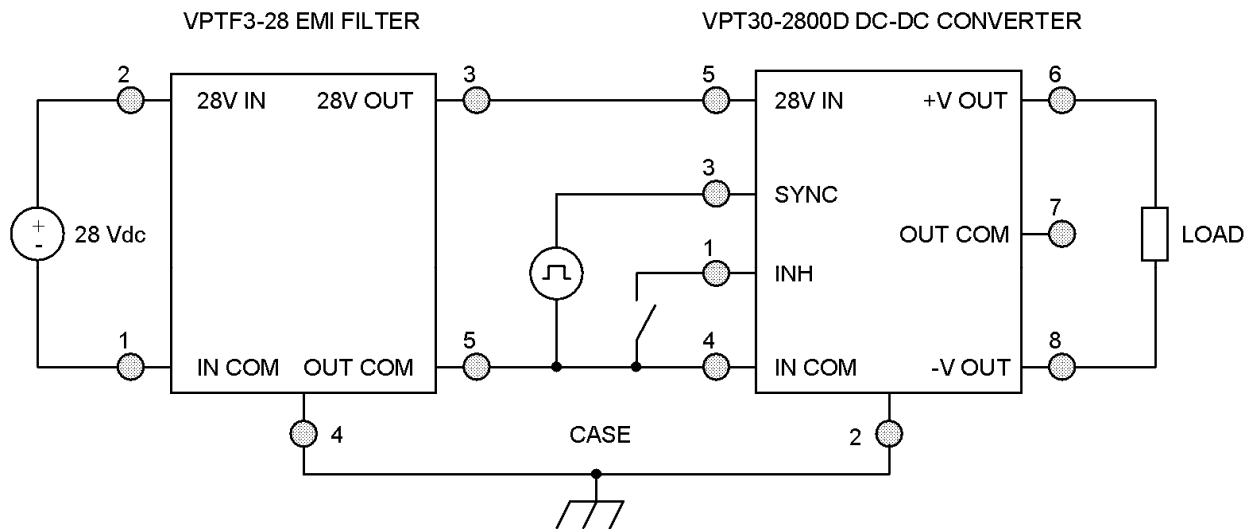 VPTF3-28 EMI FILTER
VPT30-2800D DC-DC CONVERTER
2
3
5
6
28V IN
28V OUT
28V IN
+V OUT
3
SYNC
7
+
-
28 Vdc
OUT COM
LOAD
1
INH
1
5
4
8
IN COM
OUT COM
IN COM
-V OUT
4
CASE
2